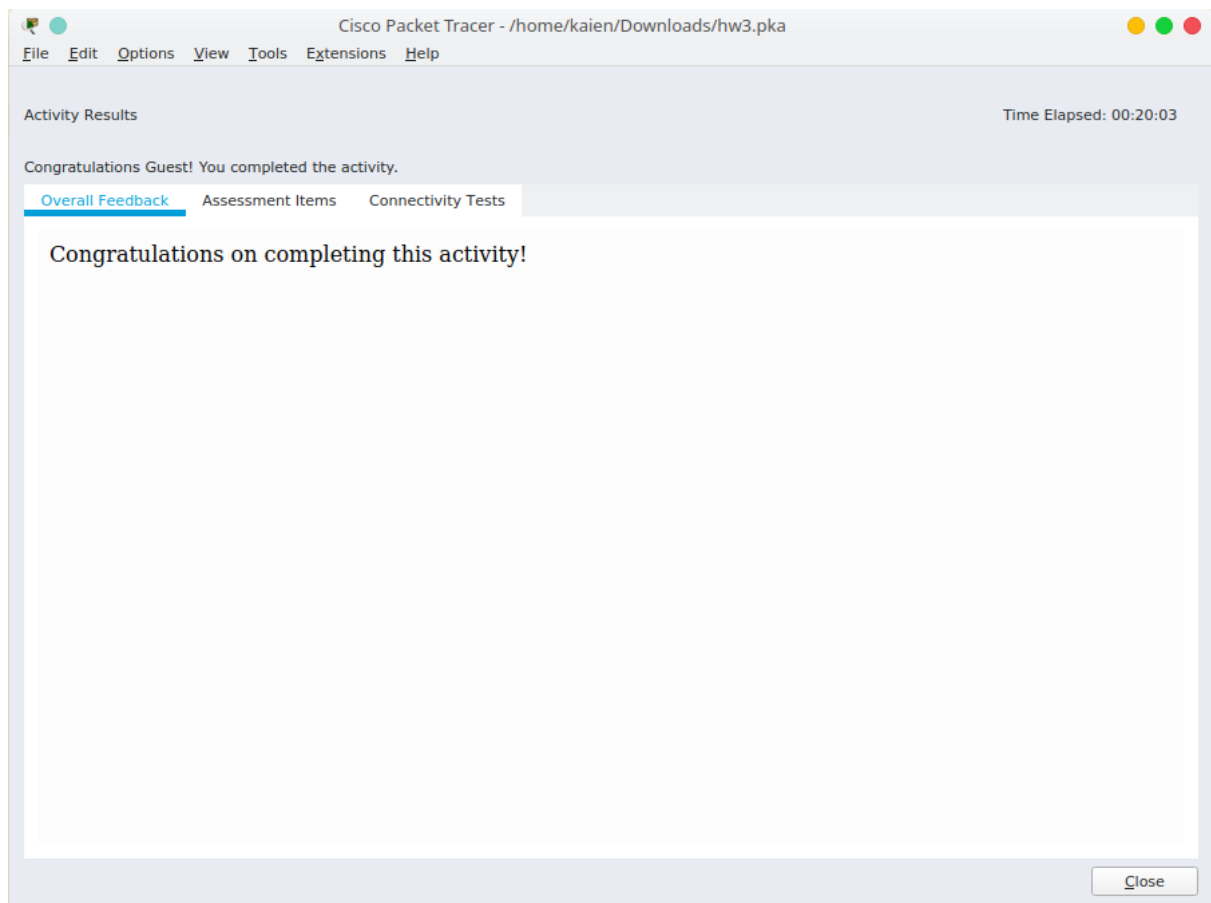 Cisco Packet Tracer - /home/kaien/Downloads/hw3.pka
File Edit Options View Tools Extensions Help
Activity Results Time Elapsed: 00:20:03
Congratulations Guest! You completed the activity.
Overall Feedback Assessment Items Connectivity Tests
Congratulations on completing this activity!
Close